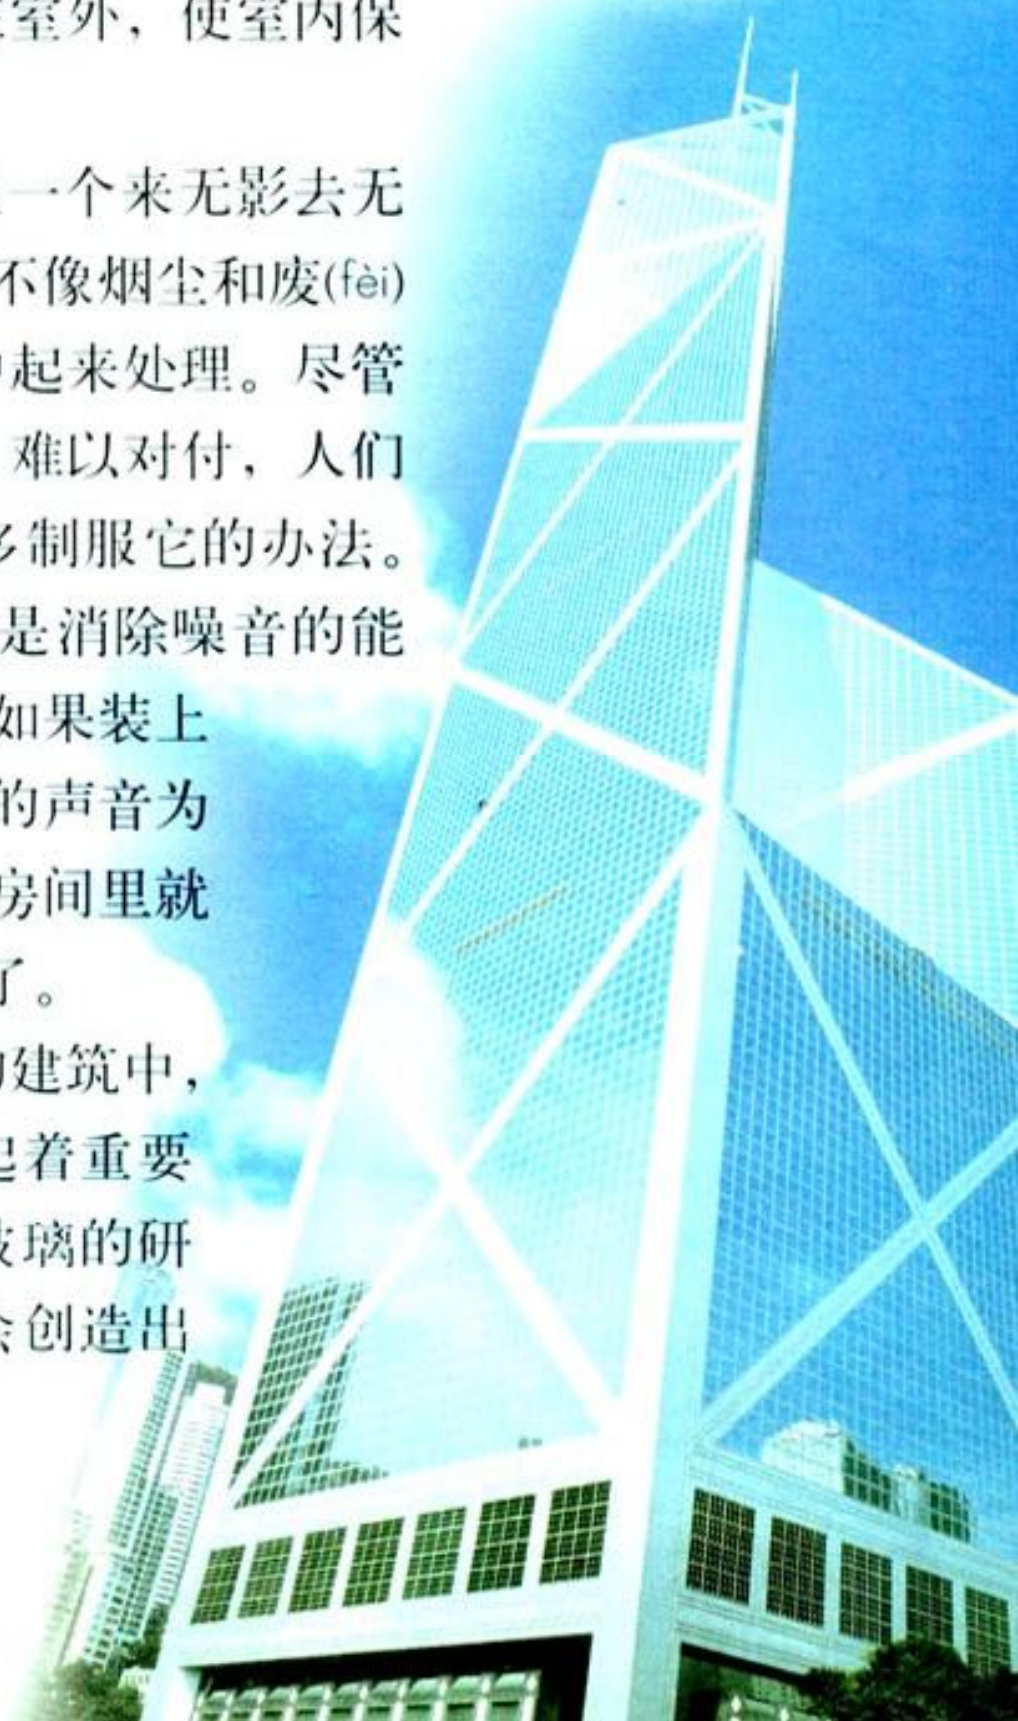 室外，使室内保
一个来无影去无
不像烟尘和废(fèi)
起来处理。尽管
难以对付，人们
制服它的办法。
是消除噪音的能
如果装上
的声音为
房间里就
了。
建筑中，
起着重要
璃的研
创造出